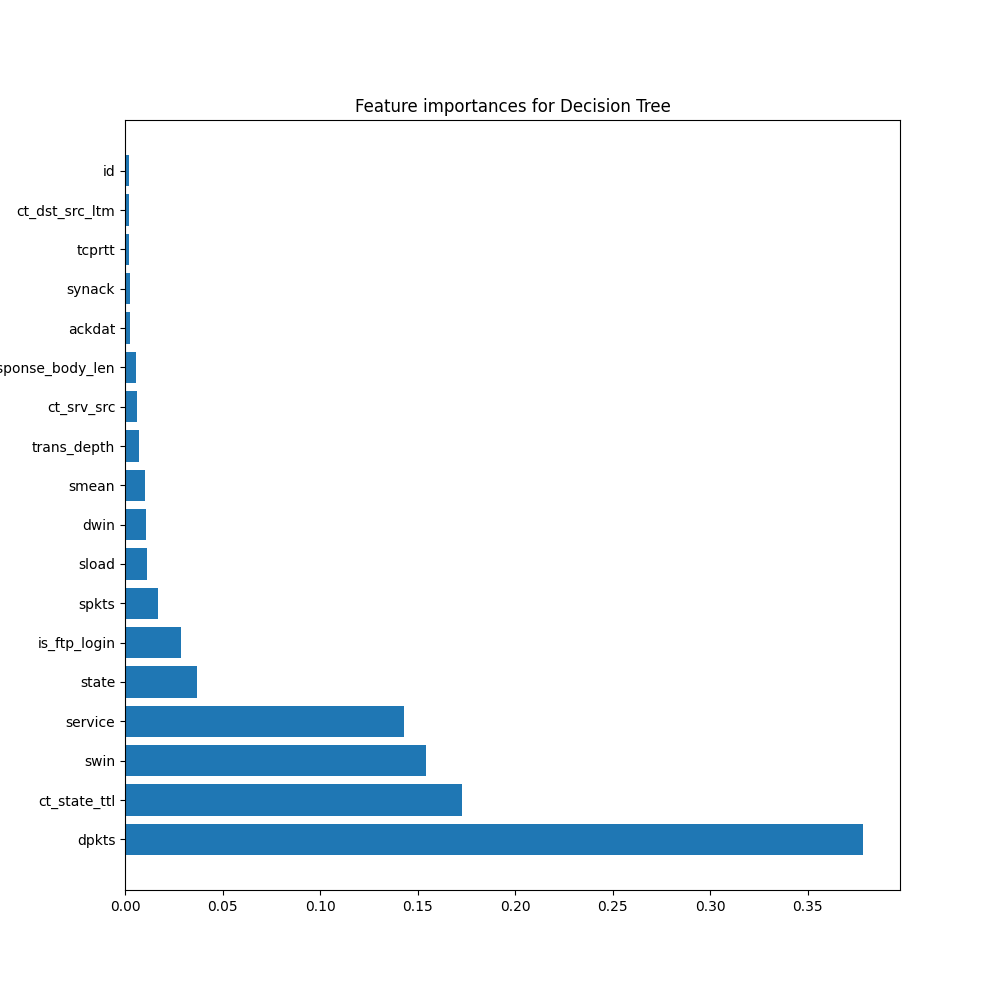 Feature importances for Decision Tree
id
ct_dst_src_ltm
tcprtt
synack
ackdat
sponse_body_len
ct_srv_src
trans_depth
smean
dwin
sload
spkts
is_ftp_login
state
service
swin
ct_state_ttl
dpkts
0.00 0.05 0.10 0.15 0.20 0.25 0.30 0.35